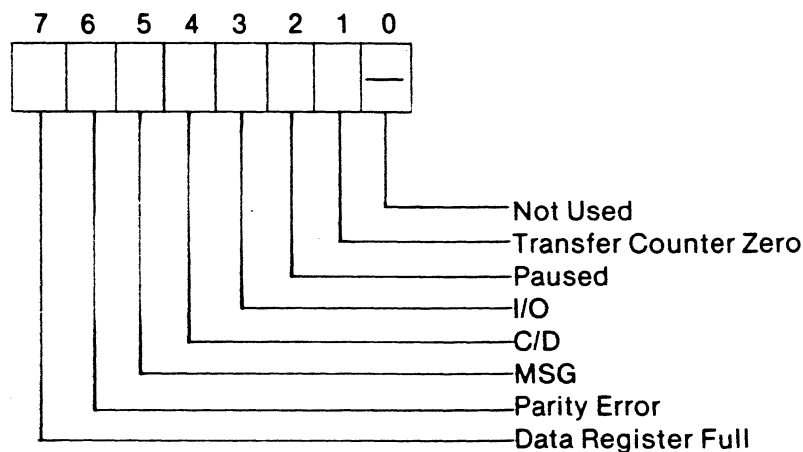 7 6 5 4 3 2 1 0
—
Not Used
Transfer Counter Zero
Paused
I/O
C/D
MSG
Parity Error
Data Register Full